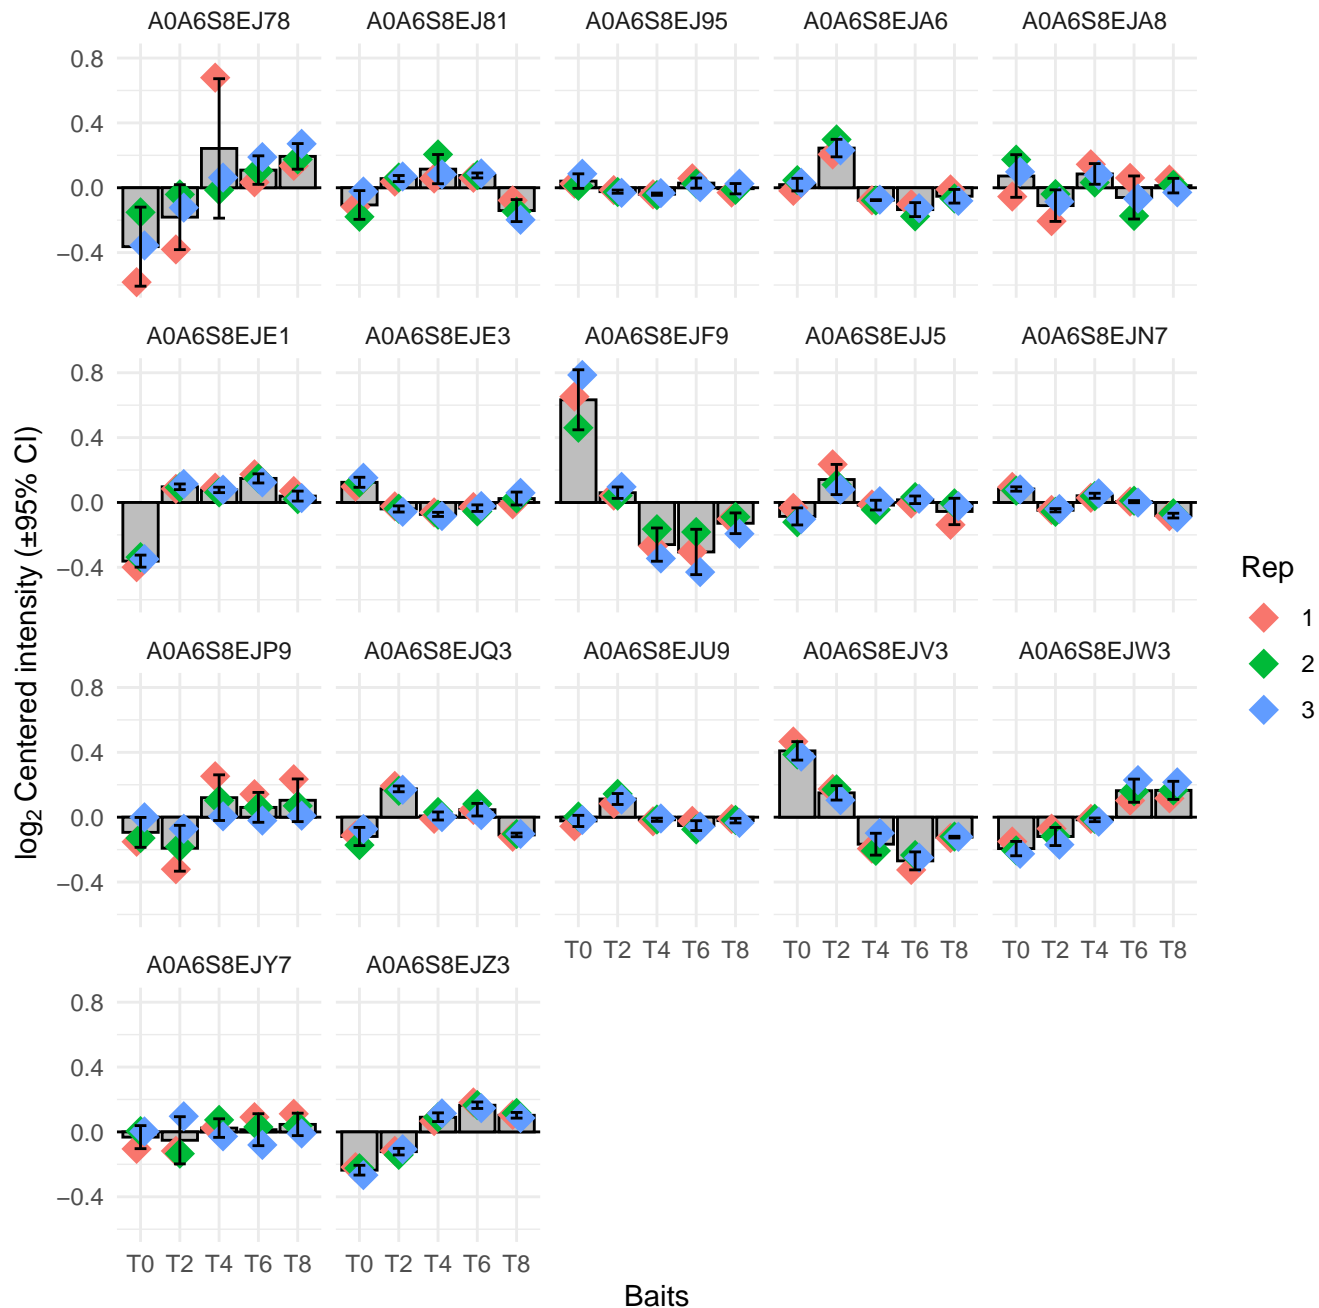 A0A6S8EJ78 A0A6S8EJ81 A0A6S8EJ95 A0A6S8EJA6 A0A6S8EJA8
0.8
0.4
0.0
−0.4
A0A6S8EJE1 A0A6S8EJE3 A0A6S8EJF9 A0A6S8EJJ5 A0A6S8EJN7
0.8
0.4
0.0
−0.4
A0A6S8EJP9 A0A6S8EJQ3 A0A6S8EJU9 A0A6S8EJV3 A0A6S8EJW3
0.8
0.4
0.0
−0.4
T0 T2 T4 T6 T8 T0 T2 T4 T6 T8 T0 T2 T4 T6 T8
A0A6S8EJY7 A0A6S8EJZ3
0.8
0.4
0.0
−0.4
T0 T2 T4 T6 T8 T0 T2 T4 T6 T8
Baits
log2 Centered intensity (±95% CI)
Rep
1
2
3